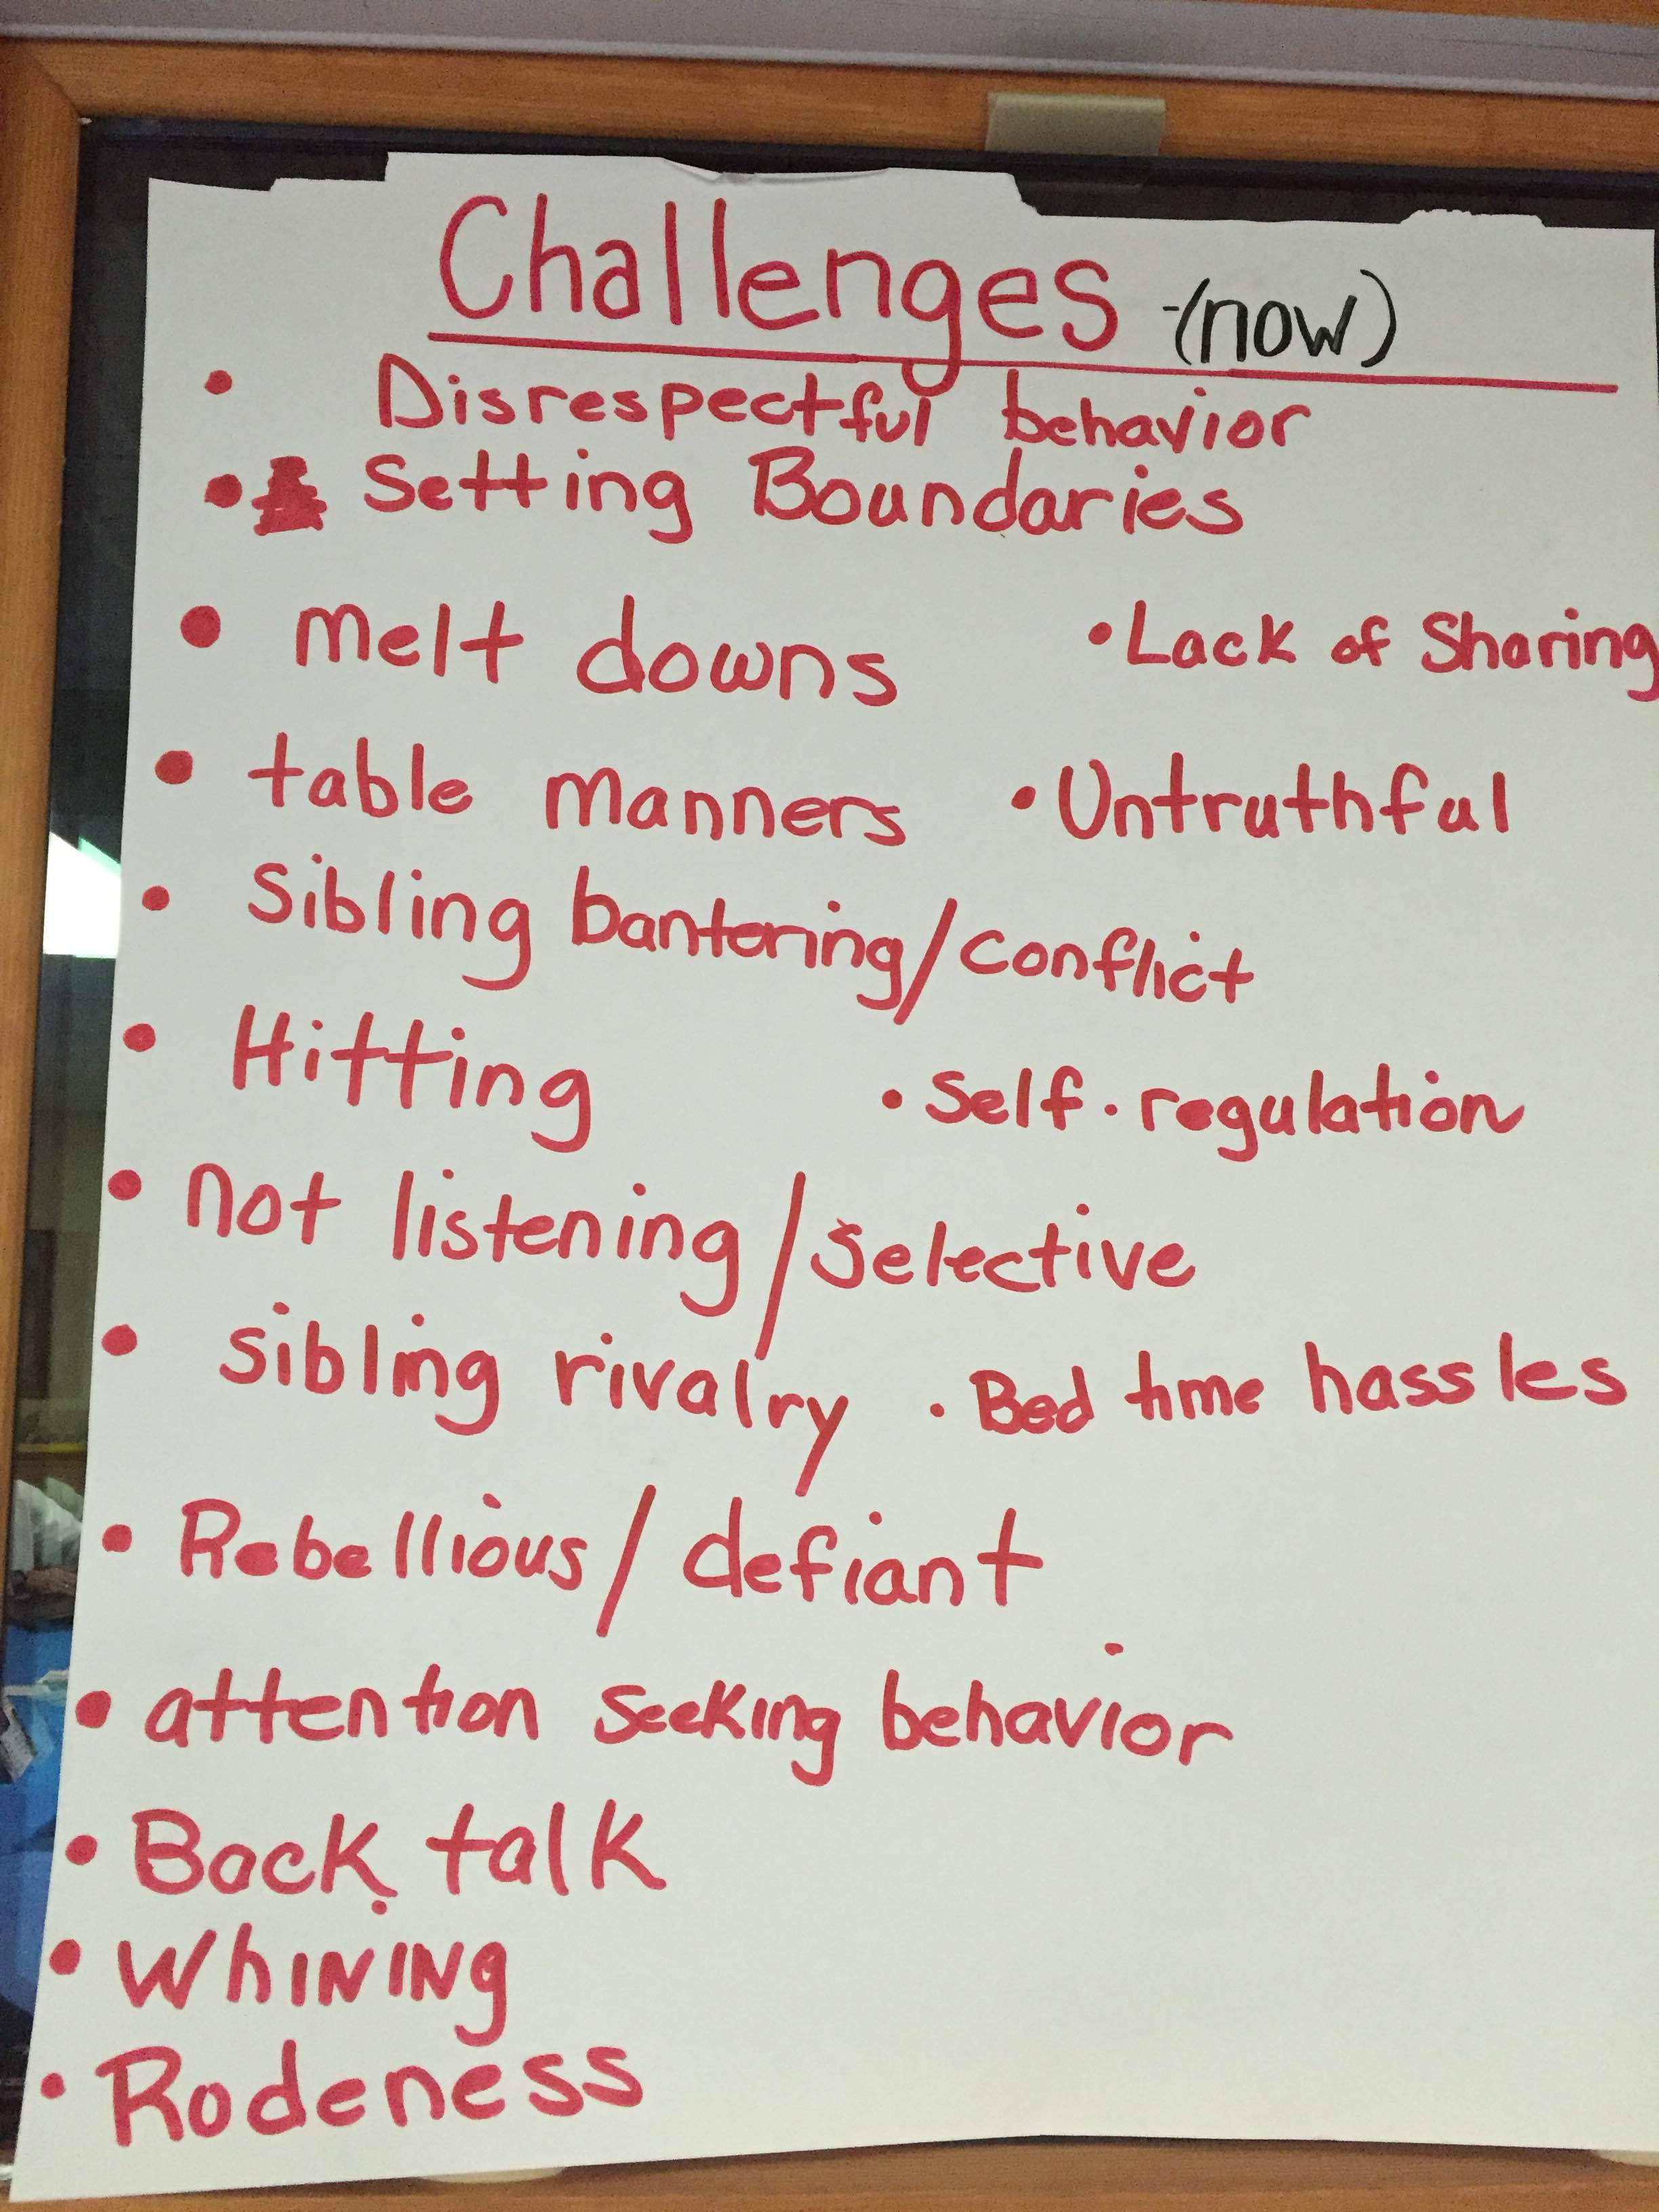 Challenges -(now)
• Disrespectful behavior
• Setting Boundaries
• melt downs • Lack of Sharing
• table manners • Untruthful
• Sibling bantering/conflict
• Hitting • Self-regulation
• not listening/selective
• sibling rivalry • Bed time hassles
• Rebellious/defiant
• attention seeking behavior
• Back talk
• Whining
• Rodeness